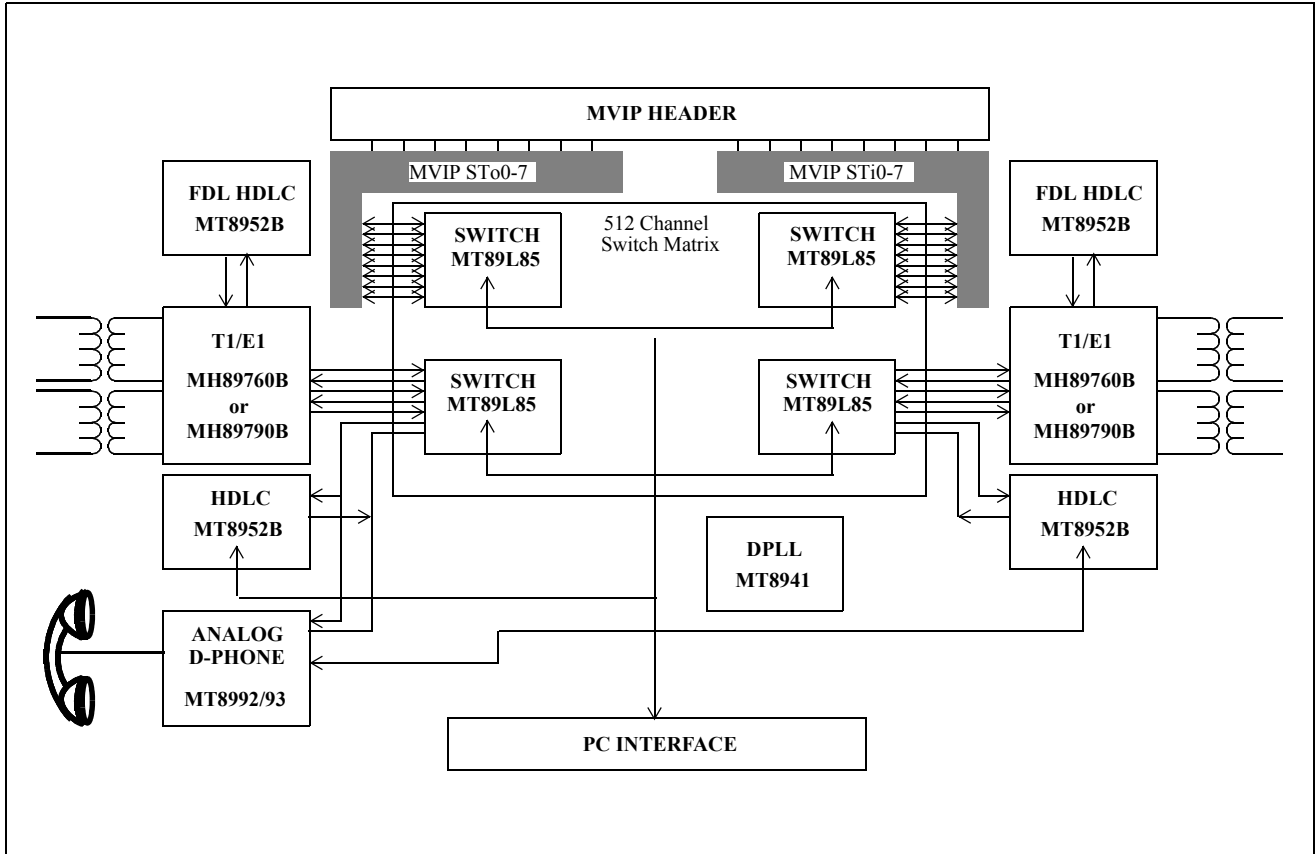 MVIP HEADER
MVIP STo0-7
MVIP STi0-7
FDL HDLC
MT8952B
SWITCH
MT89L85
512 Channel
Switch Matrix
SWITCH
MT89L85
FDL HDLC
MT8952B
T1/E1
MH89760B
or
MH89790B
SWITCH
MT89L85
SWITCH
MT89L85
T1/E1
MH89760B
or
MH89790B
HDLC
MT8952B
DPLL
MT8941
HDLC
MT8952B
ANALOG
D-PHONE
MT8992/93
PC INTERFACE